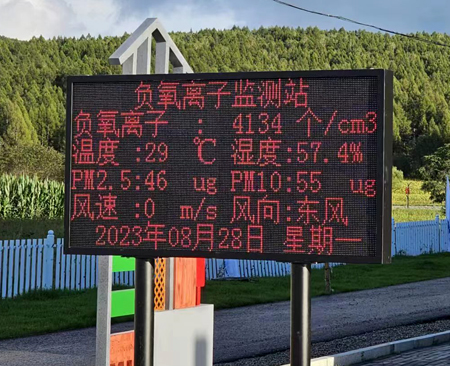 负氧离子监测站
负氧离子 : 4134 个/cm3
温度:29 ℃ 湿度:57.4%
PM2.5:46 ug PM10:55 ug
风速:0 m/s 风向:东风
2023年08月28日 星期一